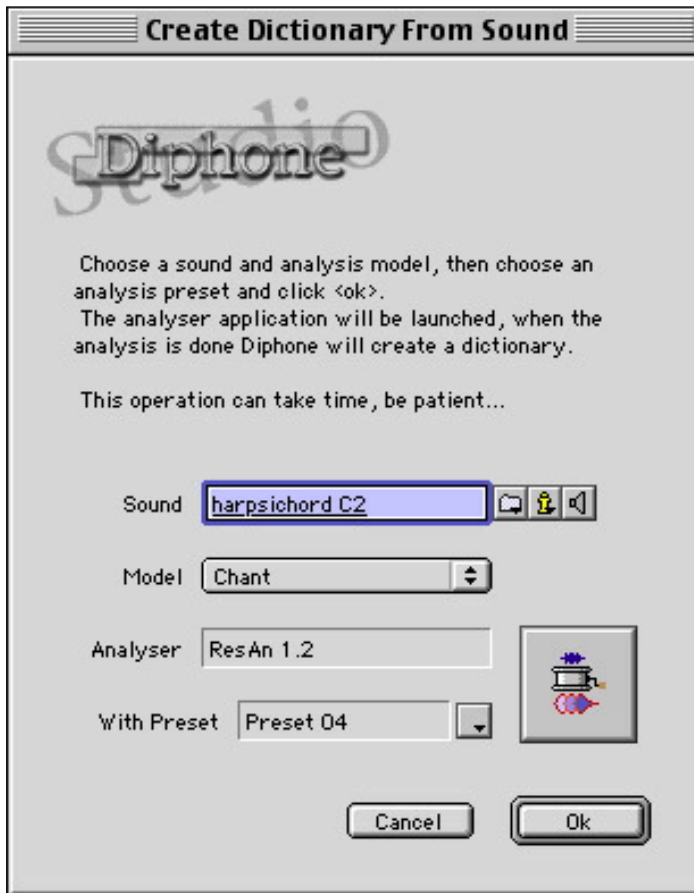 Create Dictionary From Sound
Studio
Diphone
Choose a sound and analysis model, then choose an
analysis preset and click <ok>.
The analyser application will be launched, when the
analysis is done Diphone will create a dictionary.
This operation can take time, be patient...
Sound harpsichord C2
Model Chant
Analyser ResAn 1.2
With Preset Preset 04
Cancel Ok